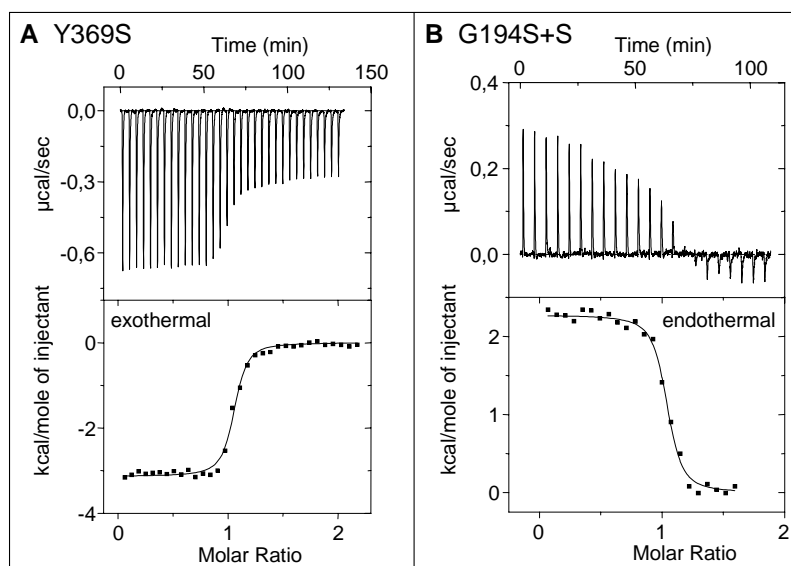 A Y369S
Time (min)
0 50 100 150
0,0
-0,3
-0,6
µcal/sec
exothermal
0
-2
-4
kcal/mole of injectant
0 1 2
Molar Ratio
B G194S+S
Time (min)
0 50 100
0,4
0,2
0,0
µcal/sec
endothermal
2
1
0
kcal/mole of injectant
0 1 2
Molar Ratio